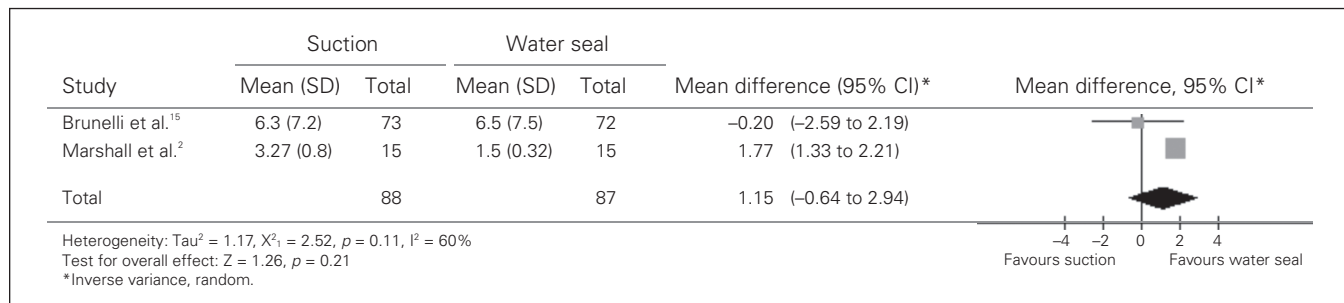 Suction Water seal
Study Mean (SD) Total Mean (SD) Total Mean difference (95% CI)* Mean difference, 95% CI*
Brunelli et al.¹⁵ 6.3 (7.2) 73 6.5 (7.5) 72 –0.20 (–2.59 to 2.19)
Marshall et al.² 3.27 (0.8) 15 1.5 (0.32) 15 1.77 (1.33 to 2.21)
Total 88 87 1.15 (–0.64 to 2.94)
Heterogeneity: Tau² = 1.17, X²₁ = 2.52, p = 0.11, I² = 60%
Test for overall effect: Z = 1.26, p = 0.21
*Inverse variance, random.
–4 –2 0 2 4
Favours suction Favours water seal